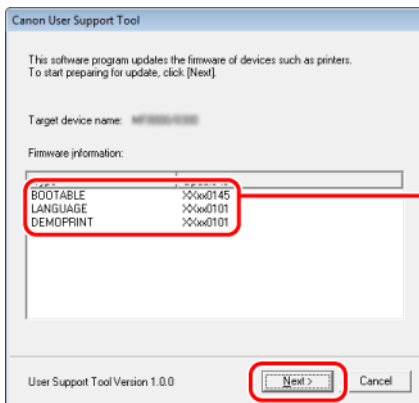 Canon User Support Tool
This software program updates the firmware of devices such as printers.
To start preparing for update, click [Next].
Target device name:
Firmware information:
BOOTABLE XXxx0145
LANGUAGE XXxx0101
DEMOPRINT XXxx0101
User Support Tool Version 1.0.0
Next >
Cancel